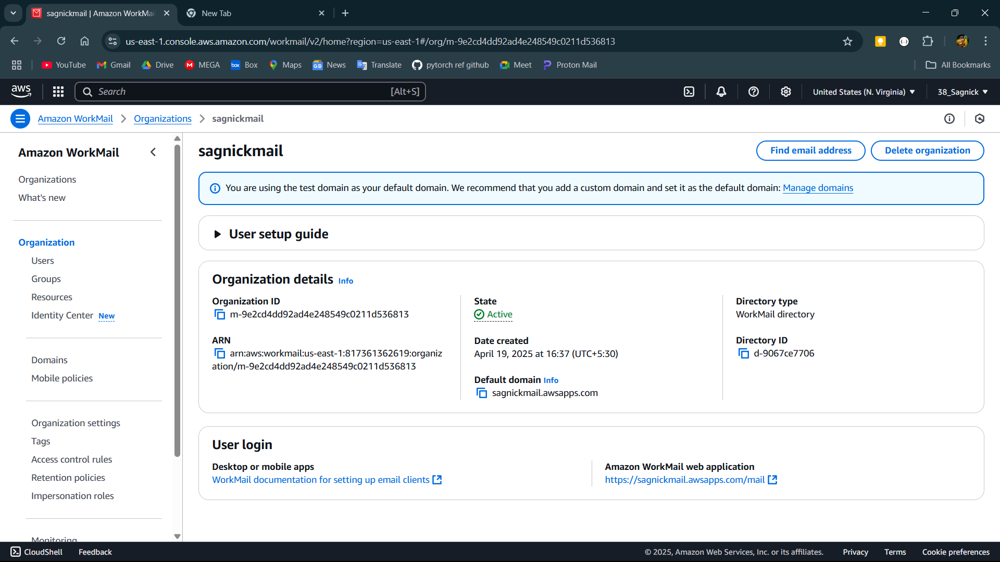 sagnickmail | Amazon WorkMail
New Tab
us-east-1.console.aws.amazon.com/workmail/v2/home?region=us-east-1#/org/m-9e2cd4dd92ad4e248549c0211d536813
YouTube
Gmail
Drive
MEGA
box
Box
Maps
News
Translate
pytorch ref github
Meet
Proton Mail
All Bookmarks
aws
Search
[Alt+S]
United States (N. Virginia)
38_Sagnick
Amazon WorkMail
Organizations
sagnickmail
Amazon WorkMail
Organizations
What's new
Organization
Users
Groups
Resources
Identity Center New
Domains
Mobile policies
Organization settings
Tags
Access control rules
Retention policies
Impersonation roles
Monitoring
sagnickmail
Find email address
Delete organization
You are using the test domain as your default domain. We recommend that you add a custom domain and set it as the default domain: Manage domains
User setup guide
Organization details Info
Organization ID
m-9e2cd4dd92ad4e248549c0211d536813
ARN
arn:aws:workmail:us-east-1:817361362619:organiz
ation/m-9e2cd4dd92ad4e248549c0211d536813
State
Active
Date created
April 19, 2025 at 16:37 (UTC+5:30)
Default domain Info
sagnickmail.awsapps.com
Directory type
WorkMail directory
Directory ID
d-9067ce7706
User login
Desktop or mobile apps
WorkMail documentation for setting up email clients
Amazon WorkMail web application
https://sagnickmail.awsapps.com/mail
CloudShell
Feedback
© 2025, Amazon Web Services, Inc. or its affiliates.
Privacy
Terms
Cookie preferences